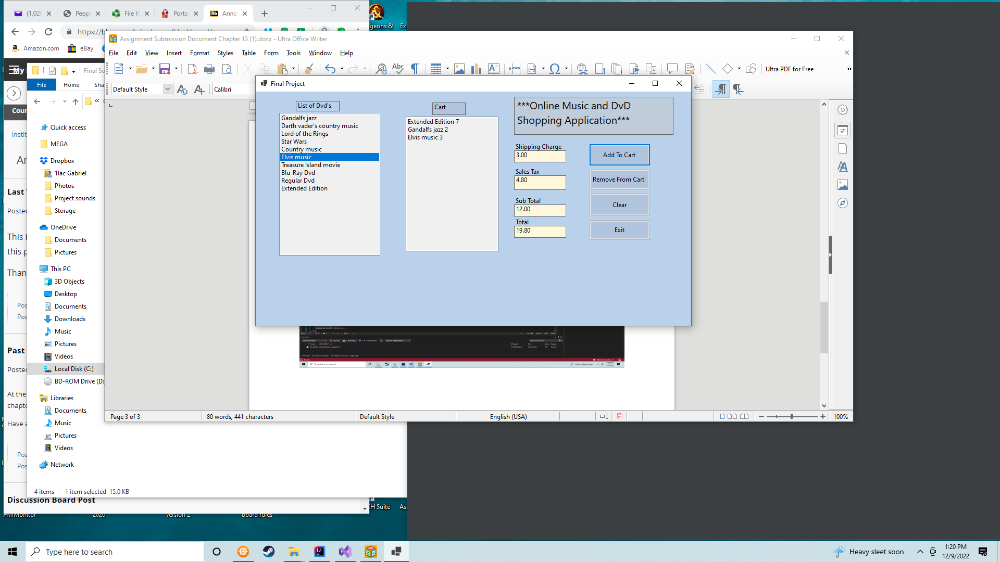 (1,02
Peopl
File I
Porta
Anno
https://b
Amazon.com
eBay
geons &
Ex
Assignment Submission Document Chapter 13 (1).docx - Ultra Office Writer
File Edit View Insert Format Styles Table Form Tools Window Help
Ultra PDF for Free
Default Style
Calibri
My
Final So
File Home Sha
Cour
Instit
An
Last
Posted
This i
this p
Than
Pos
Pos
Past
Posted
At the
chapte
Have a
Pos
Pos
Discussion Board Post
Quick access
MEGA
Dropbox
1lac Gabriel
Photos
Project sounds
Storage
OneDrive
Documents
Pictures
This PC
3D Objects
Desktop
Documents
Downloads
Music
Pictures
Videos
Local Disk (C:)
BD-ROM Drive (D:
Libraries
Documents
Music
Pictures
Videos
Network
4 items 1 item selected 15.0 KB
Final Project
List of Dvd's
Gandalfs jazz
Darth vader's country music
Lord of the Rings
Star Wars
Country music
Elvis music
Treasure Island movie
Blu-Ray Dvd
Regular Dvd
Extended Edition
Cart
Extended Edition 7
Gandalfs jazz 2
Elvis music 3
***Online Music and DvD
Shopping Application***
Shipping Charge
3.00
Sales Tax
4.80
Sub Total
12.00
Total
19.80
Add To Cart
Remove From Cart
Clear
Exit
Page 3 of 3
80 words, 441 characters
Default Style
English (USA)
100%
HWMonitor
2020
Version 2
board rules
CH Suite
Asa
Type here to search
Heavy sleet soon
1:20 PM
12/9/2022